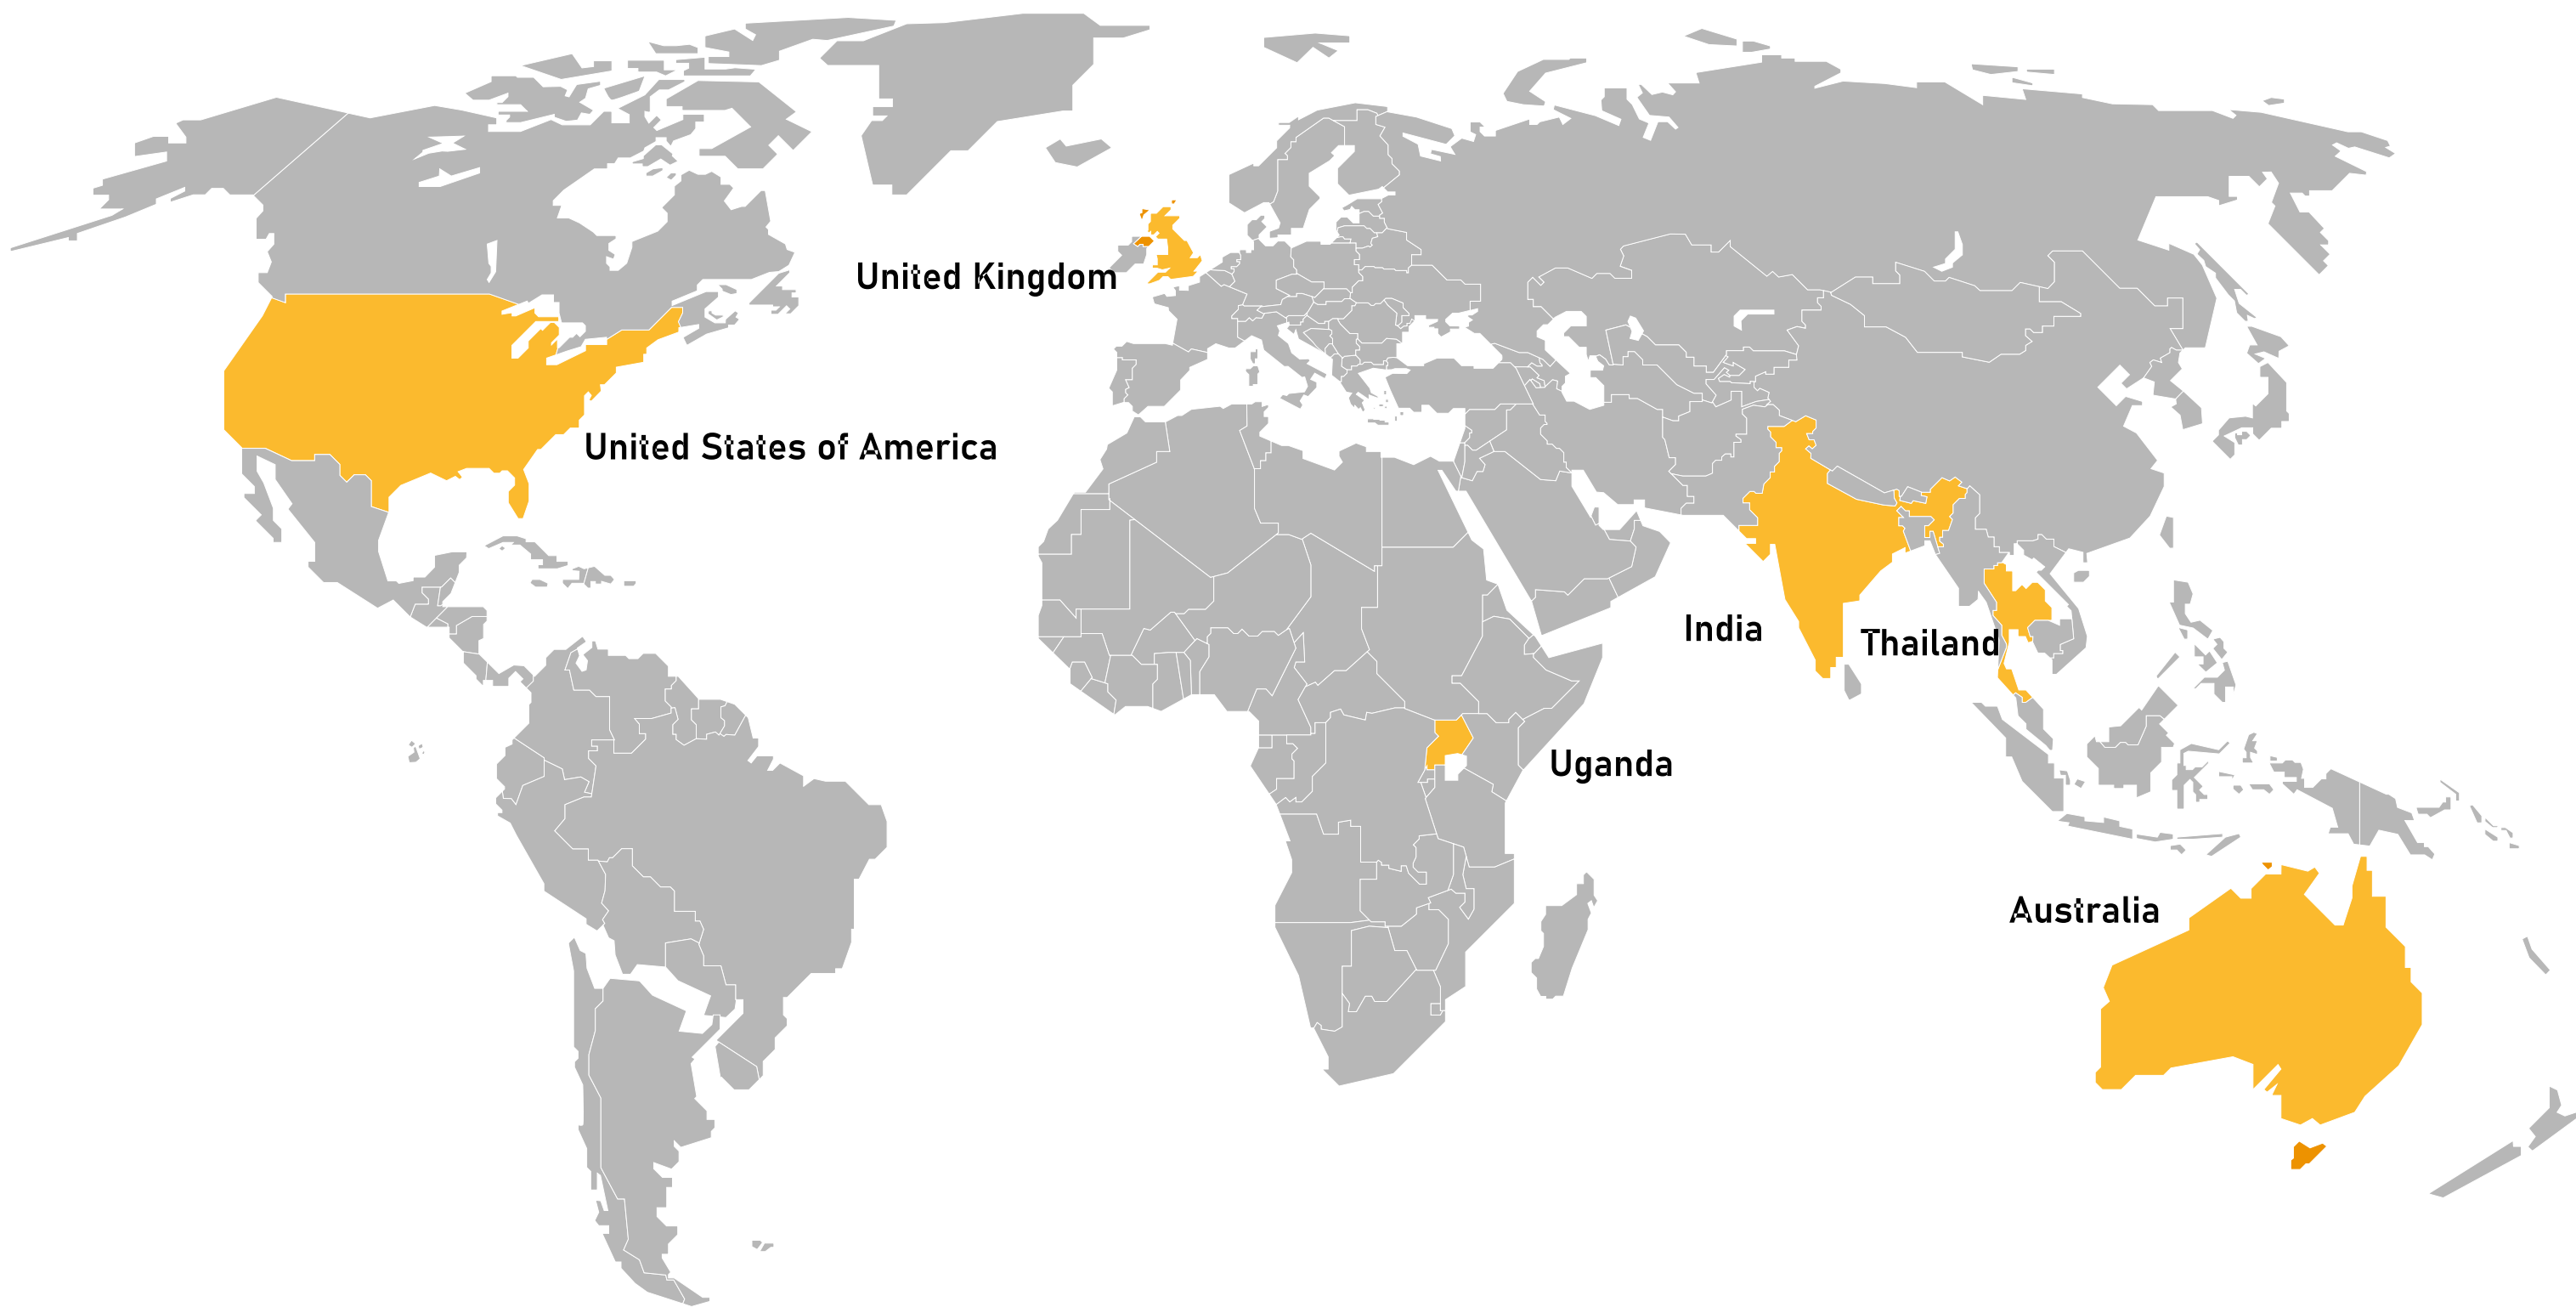 United Kingdom
United States of America
India
Thailand
Uganda
Australia